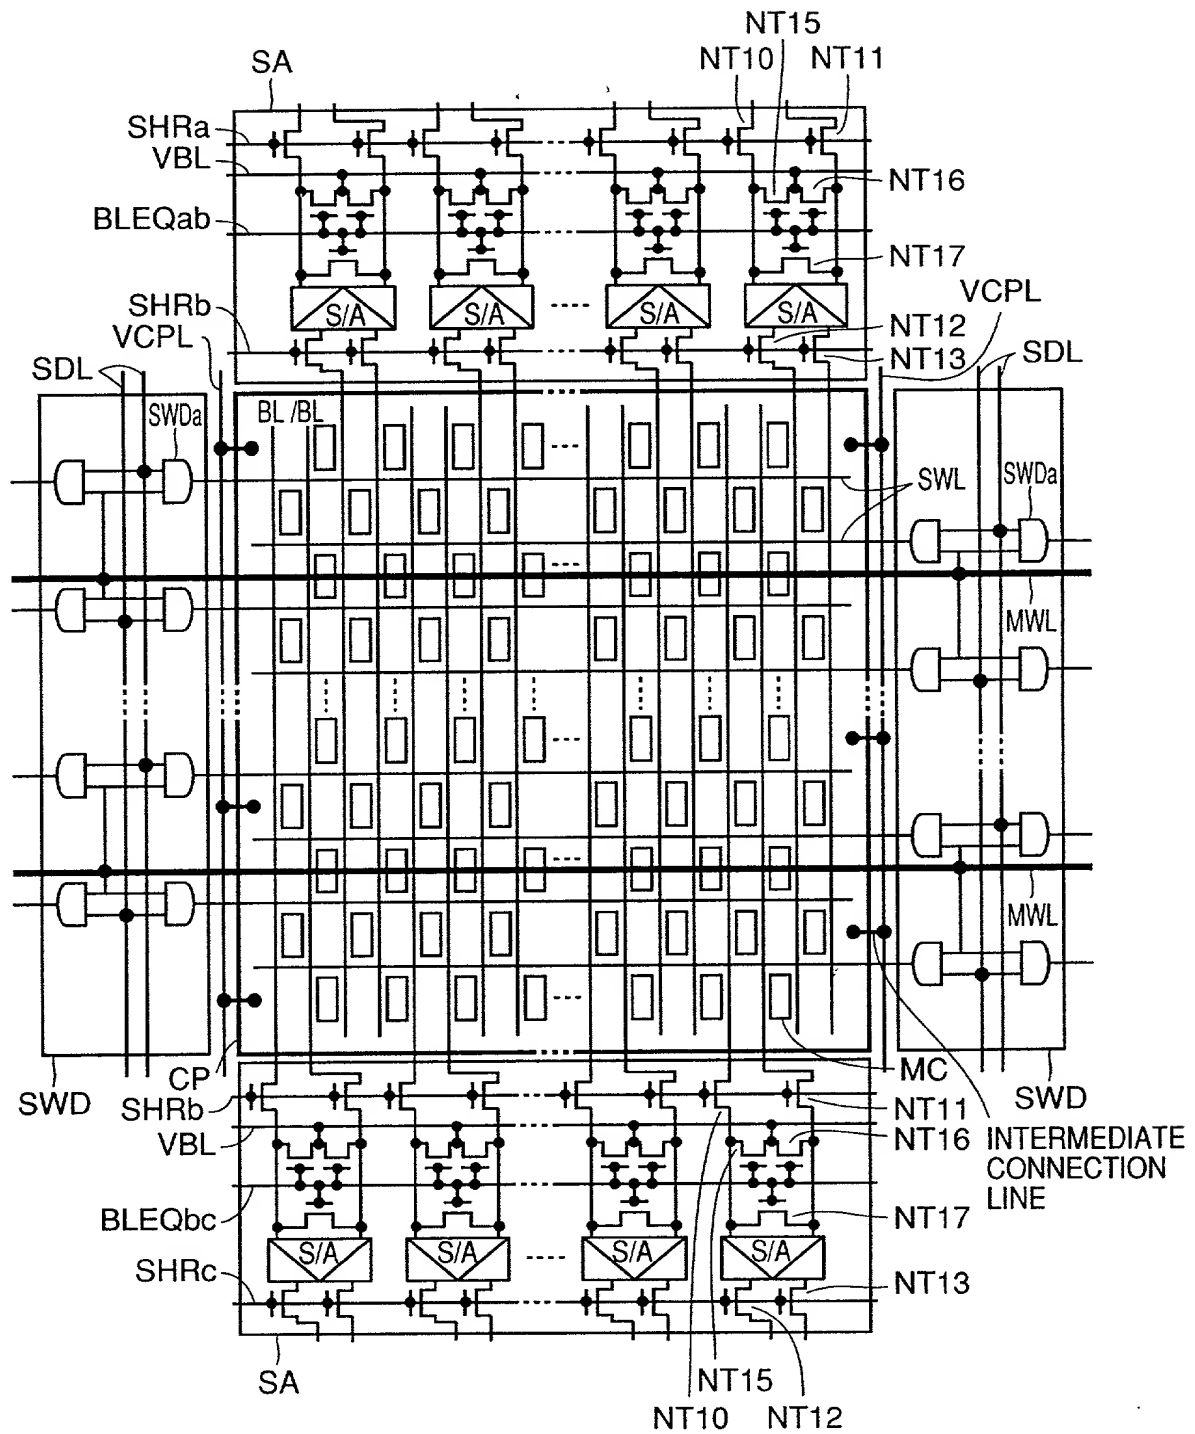 NT15
NT10 NT11
SA
SHRa
VBL
NT16
BLEQab
NT17
SHRb
VCPL
S/A S/A S/A S/A
VCPL
NT12
NT13
SDL
SDL
BL /BL
SWDa
SWL
SWDa
MWL
MWL
CP
MC
SWD
SHRb
NT11
SWD
VBL
NT16
INTERMEDIATE
CONNECTION
LINE
BLEQbc
NT17
S/A S/A S/A S/A
SHRc
NT13
SA
NT15
NT10 NT12